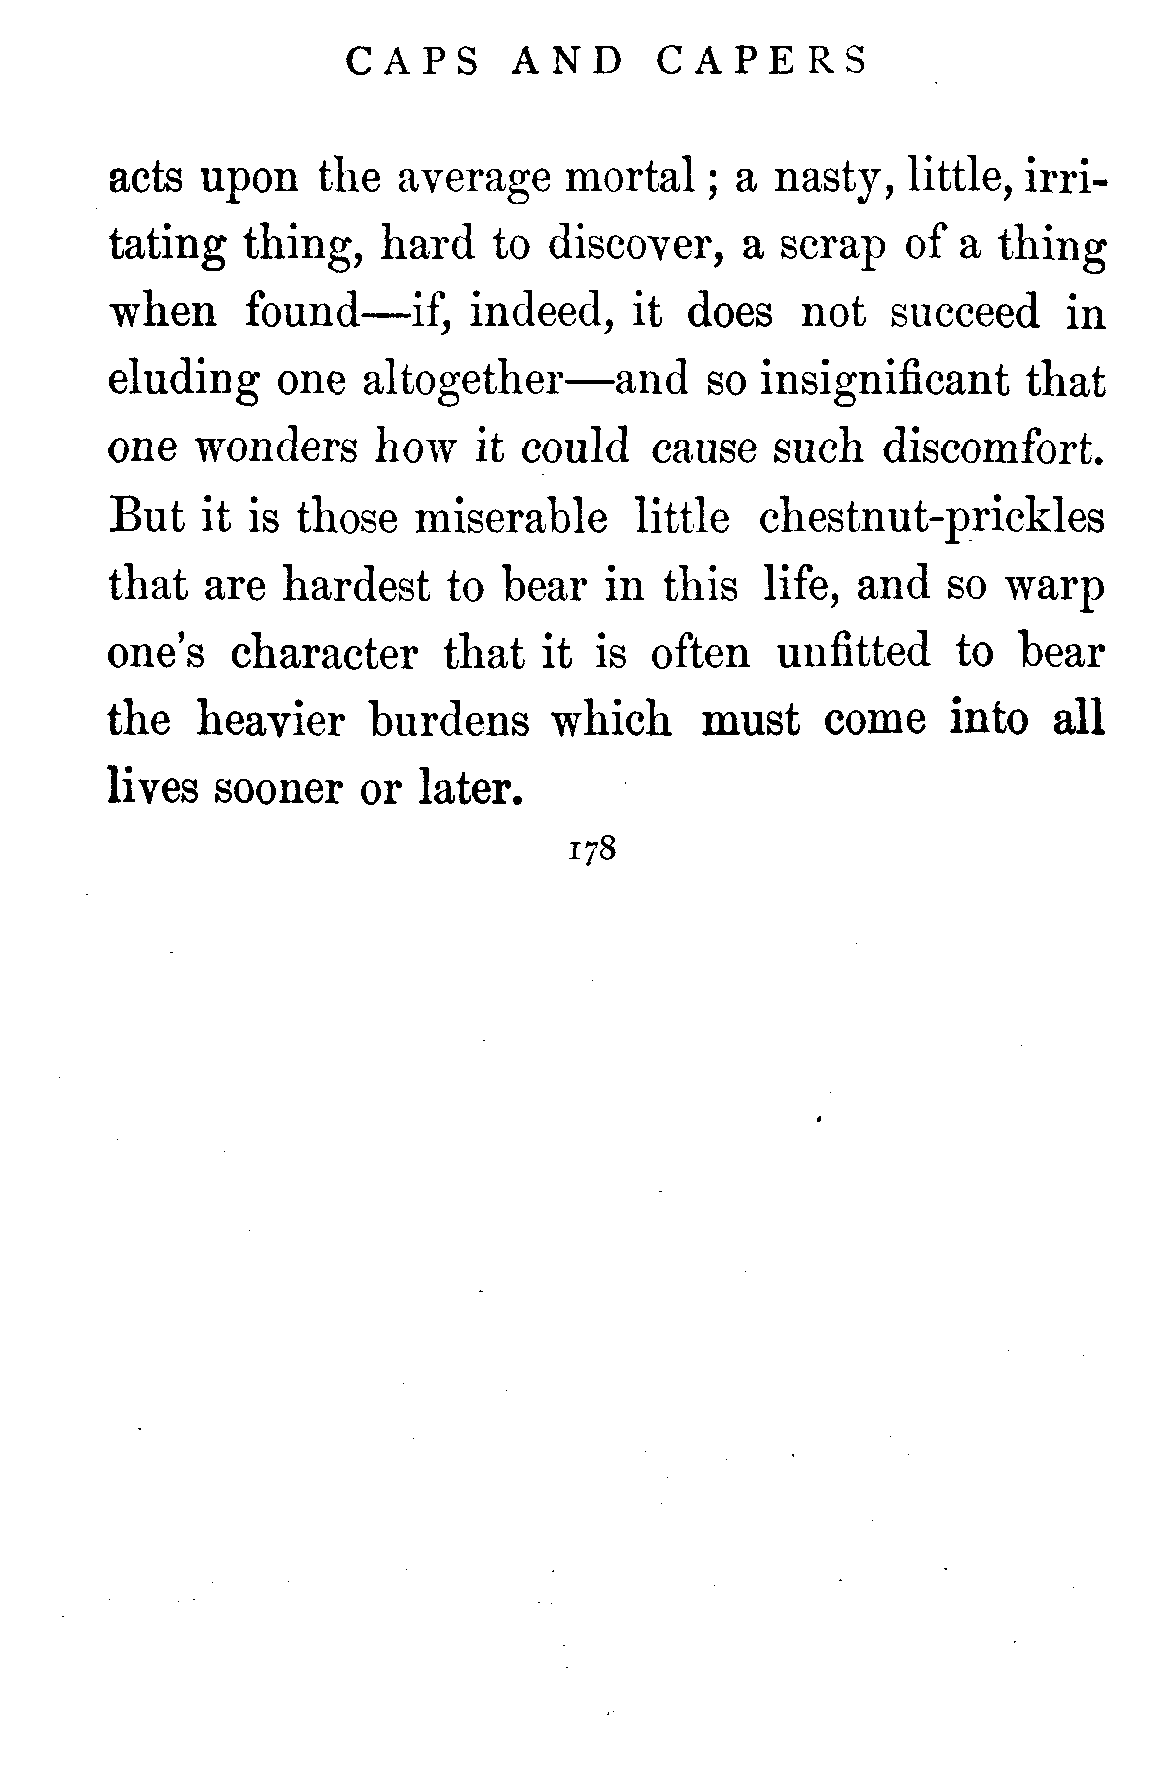 CAPS AND CAPERS
acts upon the average mortal; a nasty, little, irri-
tating thing, hard to discover, a scrap of a thing
when found—if, indeed, it does not succeed in
eluding one altogether—and so insignificant that
one wonders how it could cause such discomfort.
But it is those miserable little chestnut-prickles
that are hardest to bear in this life, and so warp
one's character that it is often unfitted to bear
the heavier burdens which must come into all
lives sooner or later.
178